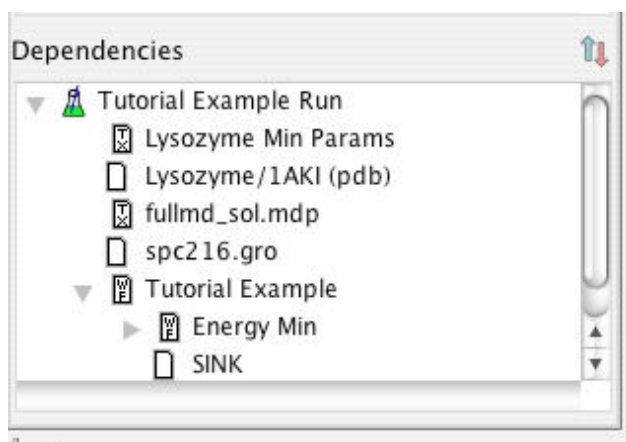 Dependencies
Tutorial Example Run
Lysozyme Min Params
Lysozyme/1AKI (pdb)
fullmd_sol.mdp
spc216.gro
Tutorial Example
Energy Min
SINK